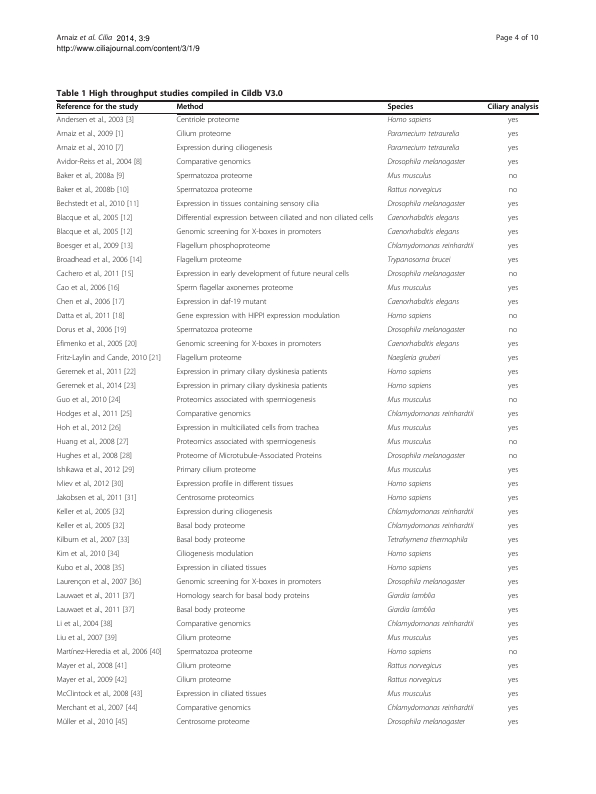 Arnaiz et al. Cilia 2014, 3:9 Page 4 of 10
http://www.ciliajournal.com/content/3/1/9
Table 1 High throughput studies compiled in Cildb V3.0
Reference for the study Method Species Ciliary analysis
Andersen et al., 2003 [3] Centriole proteome Homo sapiens yes
Arnaiz et al., 2009 [1] Cilium proteome Paramecium tetraurelia yes
Arnaiz et al., 2010 [7] Expression during ciliogenesis Paramecium tetraurelia yes
Avidor-Reiss et al., 2004 [8] Comparative genomics Drosophila melanogaster yes
Baker et al., 2008a [9] Spermatozoa proteome Mus musculus no
Baker et al., 2008b [10] Spermatozoa proteome Rattus norvegicus no
Bechstedt et al., 2010 [11] Expression in tissues containing sensory cilia Drosophila melanogaster yes
Blacque et al., 2005 [12] Differential expression between ciliated and non ciliated cells Caenorhabditis elegans yes
Blacque et al., 2005 [12] Genomic screening for X-boxes in promoters Caenorhabditis elegans yes
Boesger et al., 2009 [13] Flagellum phosphoproteome Chlamydomonas reinhardtii yes
Broadhead et al., 2006 [14] Flagellum proteome Trypanosoma brucei yes
Cachero et al., 2011 [15] Expression in early development of future neural cells Drosophila melanogaster no
Cao et al., 2006 [16] Sperm flagellar axonemes proteome Mus musculus yes
Chen et al., 2006 [17] Expression in daf-19 mutant Caenorhabditis elegans yes
Datta et al., 2011 [18] Gene expression with HIPPI expression modulation Homo sapiens no
Dorus et al., 2006 [19] Spermatozoa proteome Drosophila melanogaster no
Efimenko et al., 2005 [20] Genomic screening for X-boxes in promoters Caenorhabditis elegans yes
Fritz-Laylin and Cande, 2010 [21] Flagellum proteome Naegleria gruberi yes
Geremek et al., 2011 [22] Expression in primary ciliary dyskinesia patients Homo sapiens yes
Geremek et al., 2014 [23] Expression in primary ciliary dyskinesia patients Homo sapiens yes
Guo et al., 2010 [24] Proteomics associated with spermiogenesis Mus musculus no
Hodges et al., 2011 [25] Comparative genomics Chlamydomonas reinhardtii yes
Hoh et al., 2012 [26] Expression in multiciliated cells from trachea Mus musculus yes
Huang et al., 2008 [27] Proteomics associated with spermiogenesis Mus musculus no
Hughes et al., 2008 [28] Proteome of Microtubule-Associated Proteins Drosophila melanogaster no
Ishikawa et al., 2012 [29] Primary cilium proteome Mus musculus yes
Ivliev et al., 2012 [30] Expression profile in different tissues Homo sapiens yes
Jakobsen et al., 2011 [31] Centrosome proteomics Homo sapiens yes
Keller et al., 2005 [32] Expression during ciliogenesis Chlamydomonas reinhardtii yes
Keller et al., 2005 [32] Basal body proteome Chlamydomonas reinhardtii yes
Kilburn et al., 2007 [33] Basal body proteome Tetrahymena thermophila yes
Kim et al., 2010 [34] Ciliogenesis modulation Homo sapiens yes
Kubo et al., 2008 [35] Expression in ciliated tissues Homo sapiens yes
Laurençon et al., 2007 [36] Genomic screening for X-boxes in promoters Drosophila melanogaster yes
Lauwaet et al., 2011 [37] Homology search for basal body proteins Giardia lamblia yes
Lauwaet et al., 2011 [37] Basal body proteome Giardia lamblia yes
Li et al., 2004 [38] Comparative genomics Chlamydomonas reinhardtii yes
Liu et al., 2007 [39] Cilium proteome Mus musculus yes
Martínez-Heredia et al., 2006 [40] Spermatozoa proteome Homo sapiens no
Mayer et al., 2008 [41] Cilium proteome Rattus norvegicus yes
Mayer et al., 2009 [42] Cilium proteome Rattus norvegicus yes
McClintock et al., 2008 [43] Expression in ciliated tissues Mus musculus yes
Merchant et al., 2007 [44] Comparative genomics Chlamydomonas reinhardtii yes
Müller et al., 2010 [45] Centrosome proteome Drosophila melanogaster yes